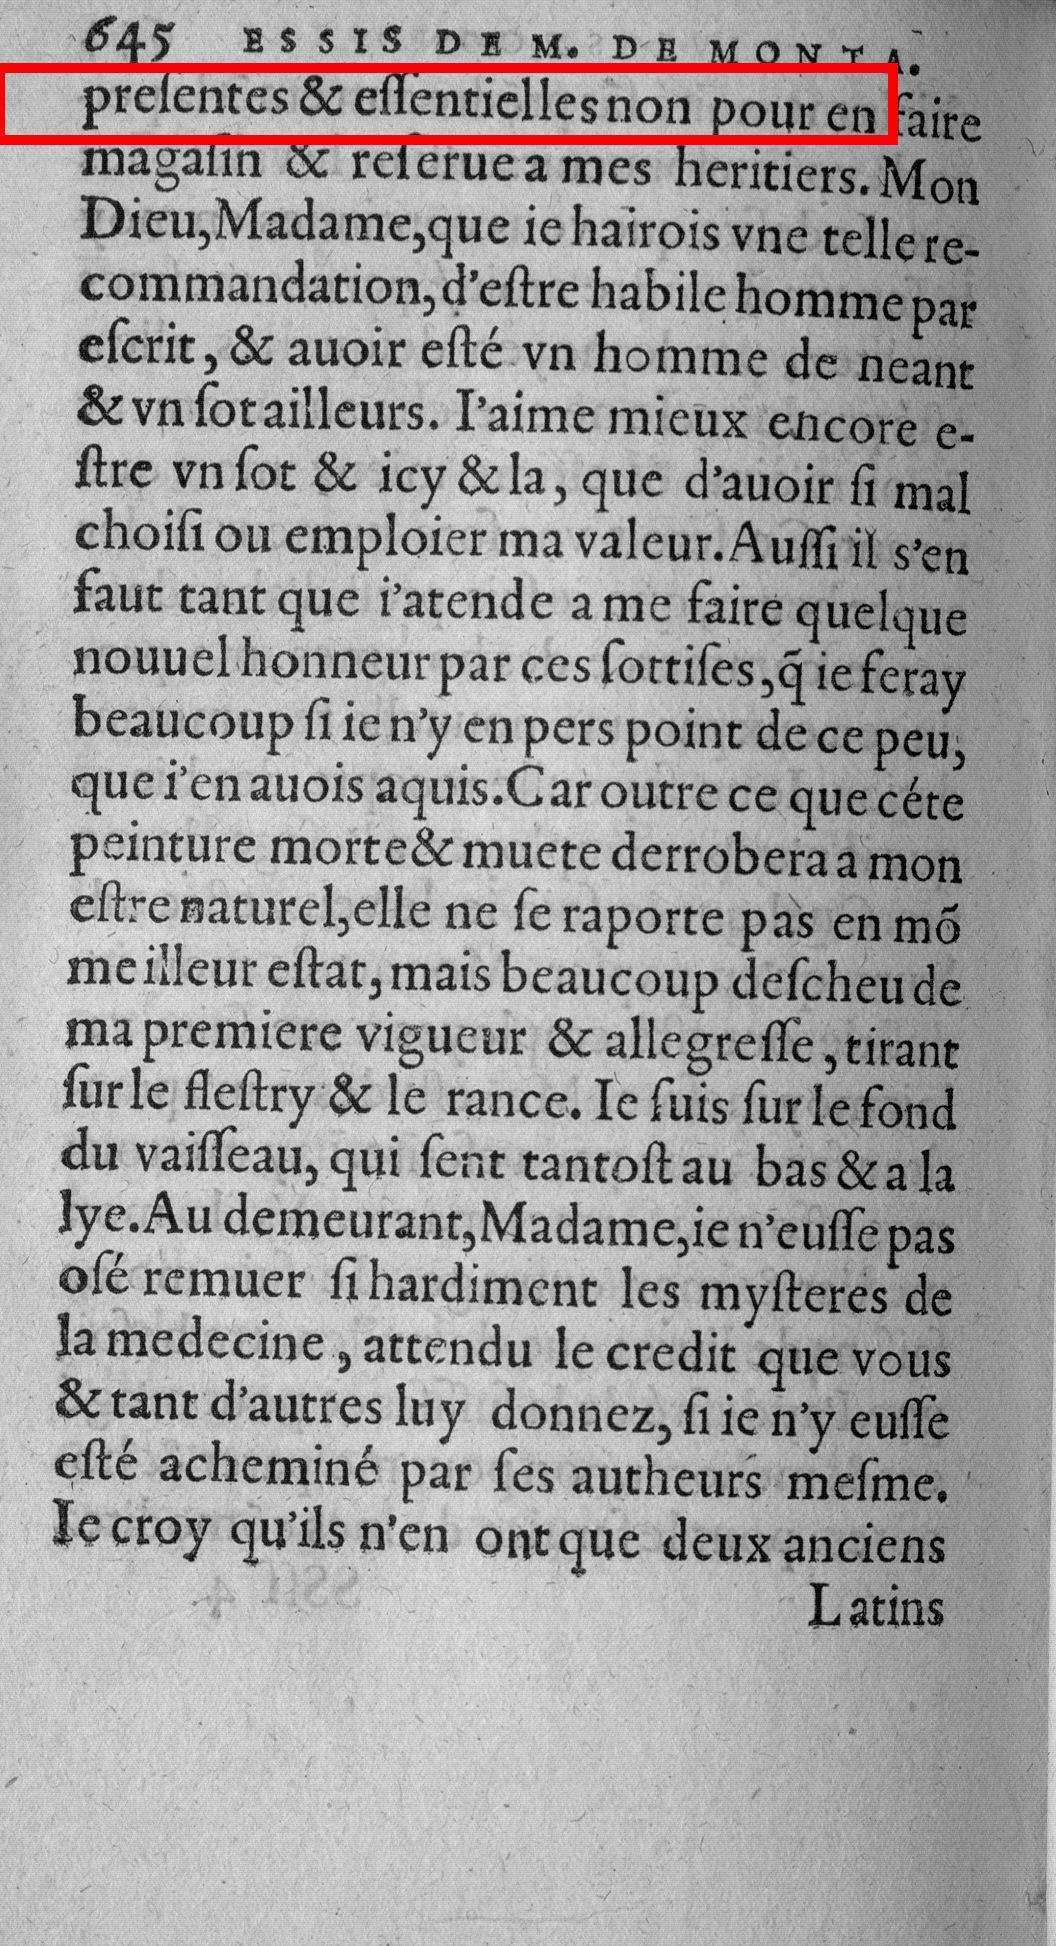 645 ESSIS DE M. DE MONTA.
preſentes & eſſentielles non pour en faire
magaſin & reſerue a mes heritiers. Mon
Dieu, Madame, que ie hairois vne telle re-
commandation, d'eſtre habile homme par
eſcrit, & auoir eſté vn homme de neant
& vn ſot ailleurs. I'aime mieux encore e-
ſtre vn ſot & icy & la, que d'auoir ſi mal
choiſi ou emploier ma valeur. Auſſi il s'en
faut tant que i'atende a me faire quelque
nouuel honneur par ces ſottiſes, q̃ ie feray
beaucoup ſi ie n'y en pers point de ce peu,
que i'en auois aquis. Car outre ce que céte
peinture morte & muete derrobera a mon
eſtre naturel, elle ne ſe raporte pas en mõ
meilleur eſtat, mais beaucoup deſcheu de
ma premiere vigueur & allegreſſe, tirant
ſur le fleſtry & le rance. Ie ſuis ſur le fond
du vaiſſeau, qui ſent tantoſt au bas & a la
lye. Au demeurant, Madame, ie n'euſſe pas
oſé remuer ſi hardiment les myſteres de
la medecine, attendu le credit que vous
& tant d'autres luy donnez, ſi ie n'y euſſe
eſté acheminé par ſes autheurs meſme.
Ie croy qu'ils n'en ont que deux anciens
Latins